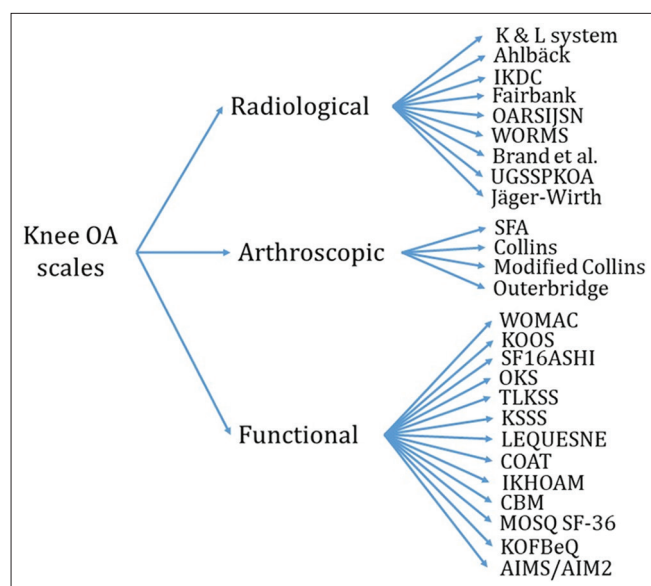 Knee OA
scales
Radiological
K & L system
Ahlbäck
IKDC
Fairbank
OARSIJSN
WORMS
Brand et al.
UGSSPKOA
Jäger-Wirth
Arthroscopic
SFA
Collins
Modified Collins
Outerbridge
Functional
WOMAC
KOOS
SF16ASHI
OKS
TLKSS
KSSS
LEQUESNE
COAT
IKHOAM
CBM
MOSQ SF-36
KOFBeQ
AIMS/AIM2